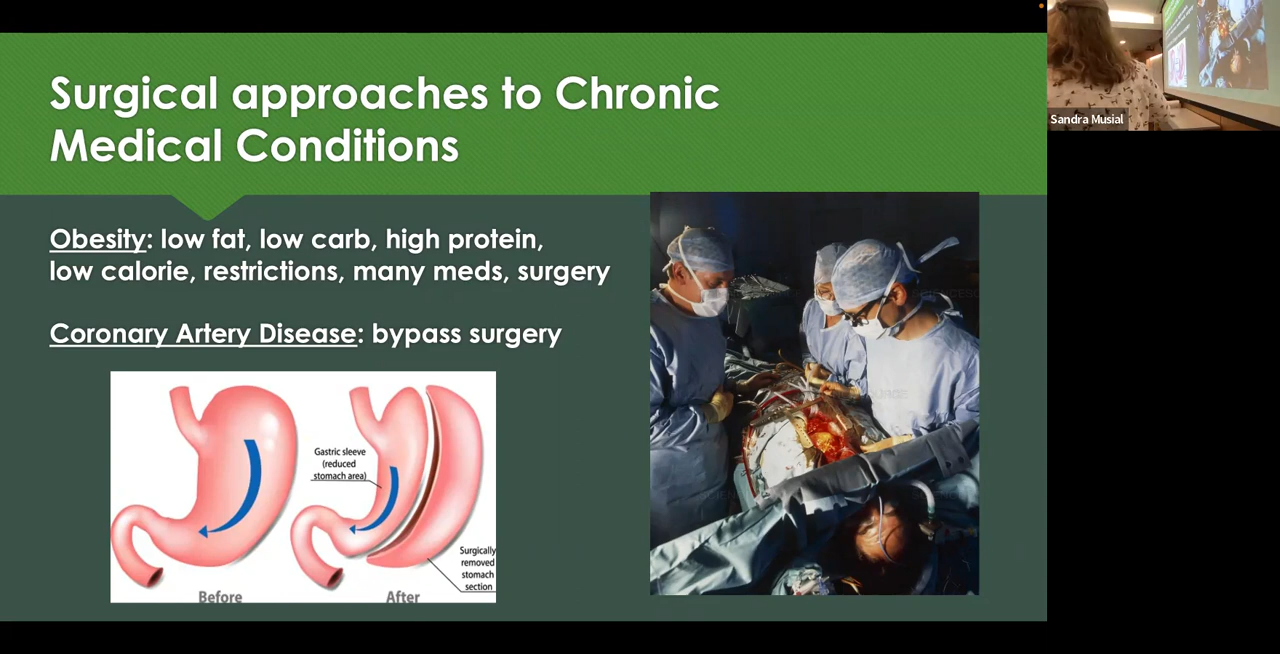 Surgical approaches to Chronic
Medical Conditions
Obesity: low fat, low carb, high protein,
low calorie, restrictions, many meds, surgery
Coronary Artery Disease: bypass surgery
Gastric sleeve
(reduced
stomach area)
Surgically
removed
stomach
section
Before
After
Sandra Musial